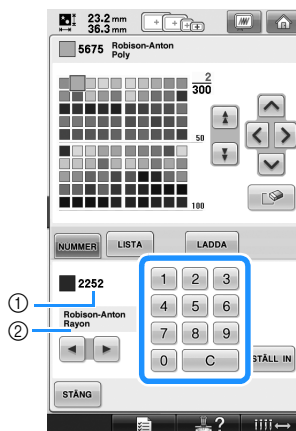 23.2 mm
36.3 mm
5675 Robison-Anton
Poly
2
300
50
100
NUMMER LISTA LADDA
① 2252
② Robison-Anton
Rayon
1 2 3
4 5 6
7 8 9
0 C
STÄLL IN
STÄNG
?